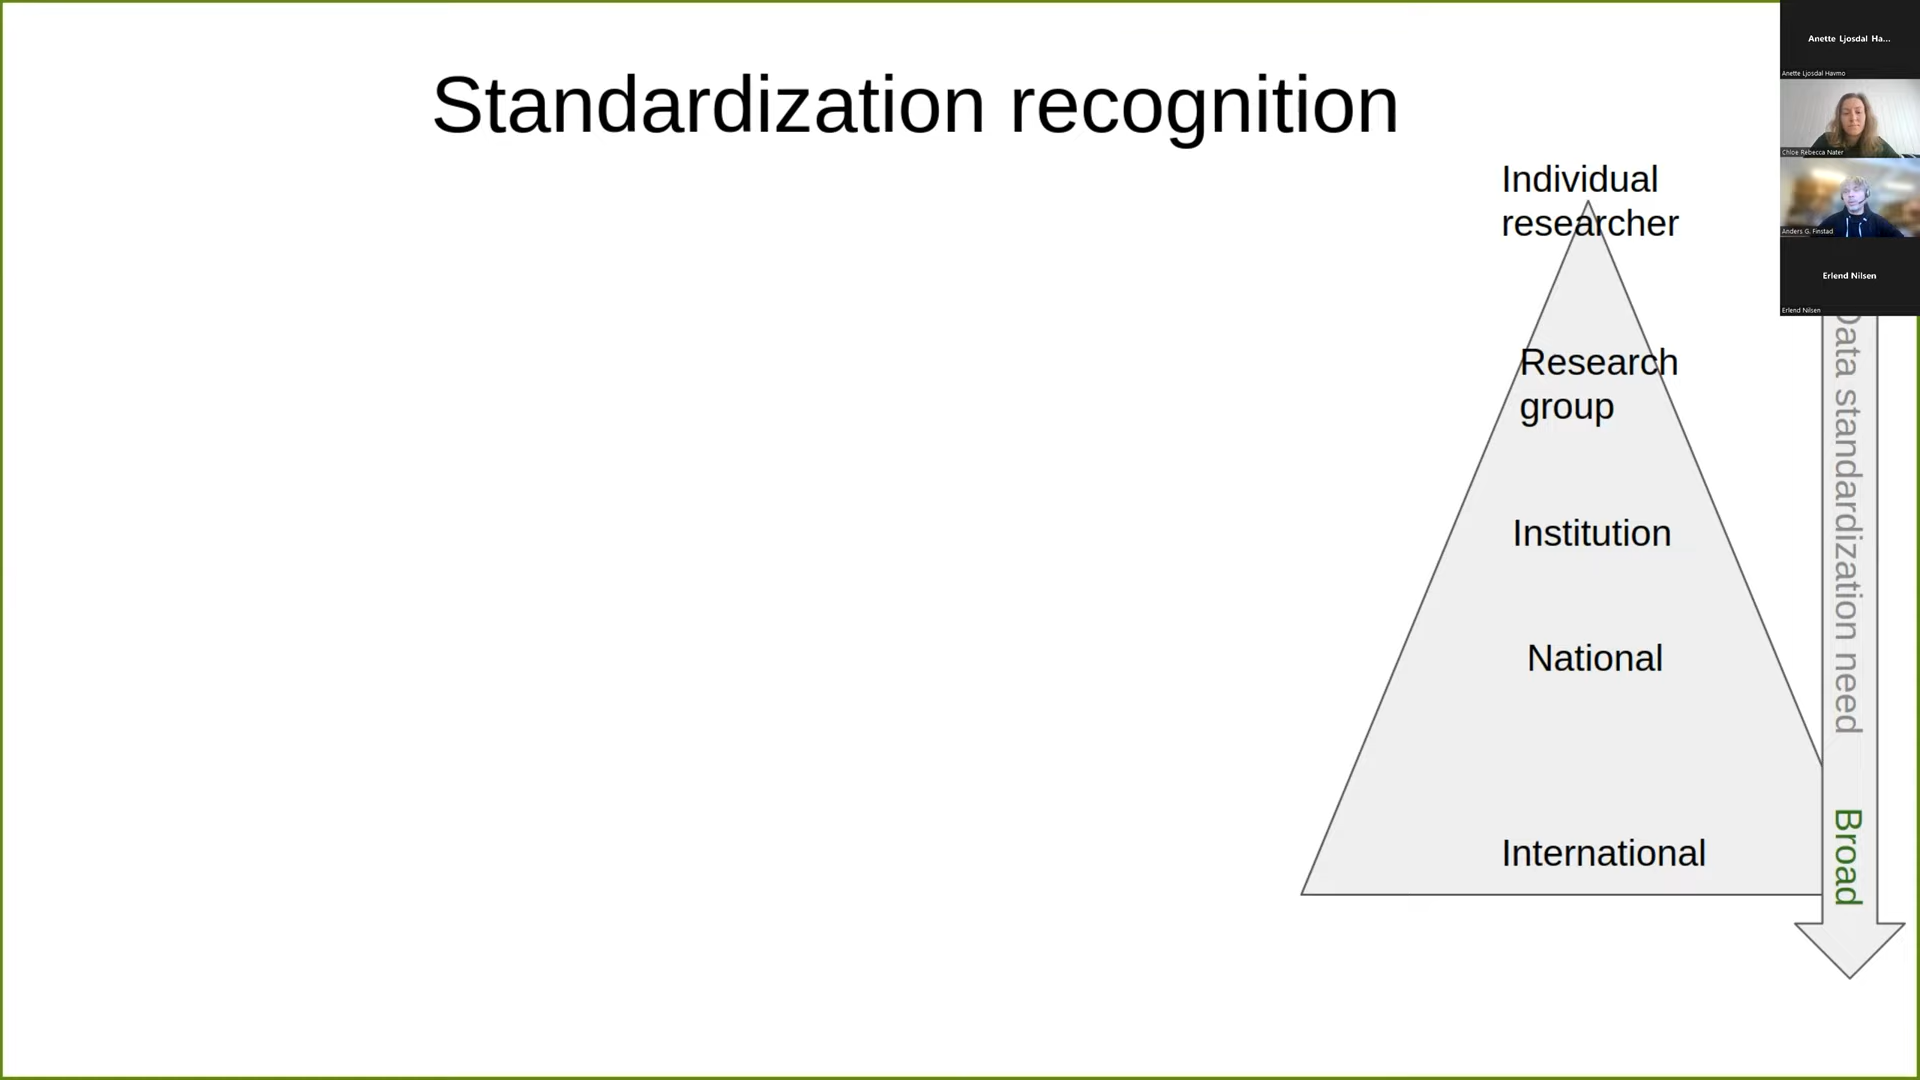 Standardization recognition
Individual
researcher
Research
group
Institution
National
International
Data standardization need
Broad
Anette Ljosdal Ha...
Anette Ljosdal Havmo
Chloe Rebecca Nater
Anders G. Finstad
Erlend Nilsen
Erlend Nilsen